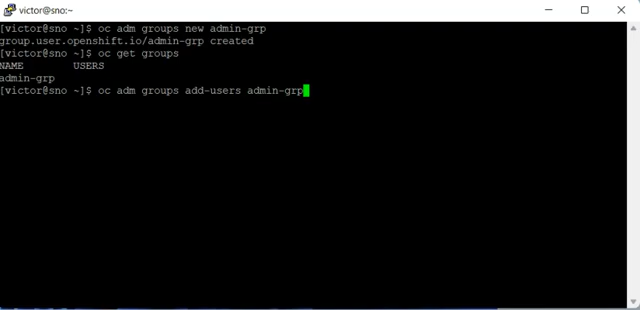 victor@sno:~
[victor@sno ~]$ oc adm groups new admin-grp
group.user.openshift.io/admin-grp created
[victor@sno ~]$ oc get groups
NAME        USERS
admin-grp
[victor@sno ~]$ oc adm groups add-users admin-grp